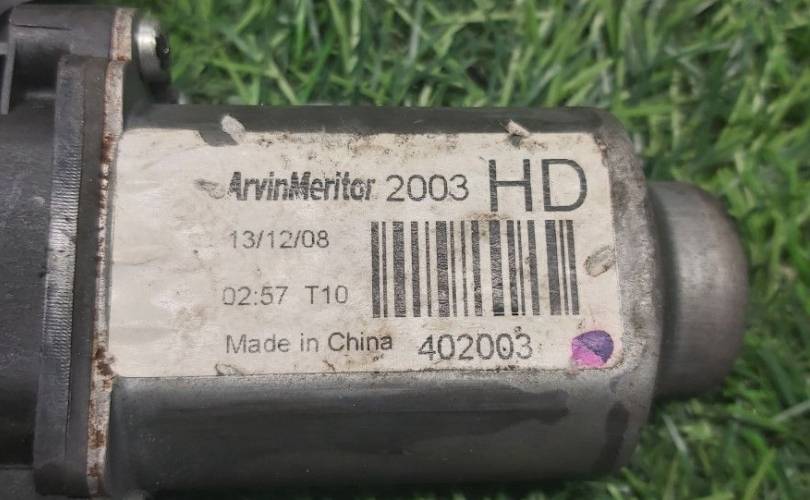 ArvinMeritor 2003 HD
13/12/08
02:57 T10
Made in China 402003